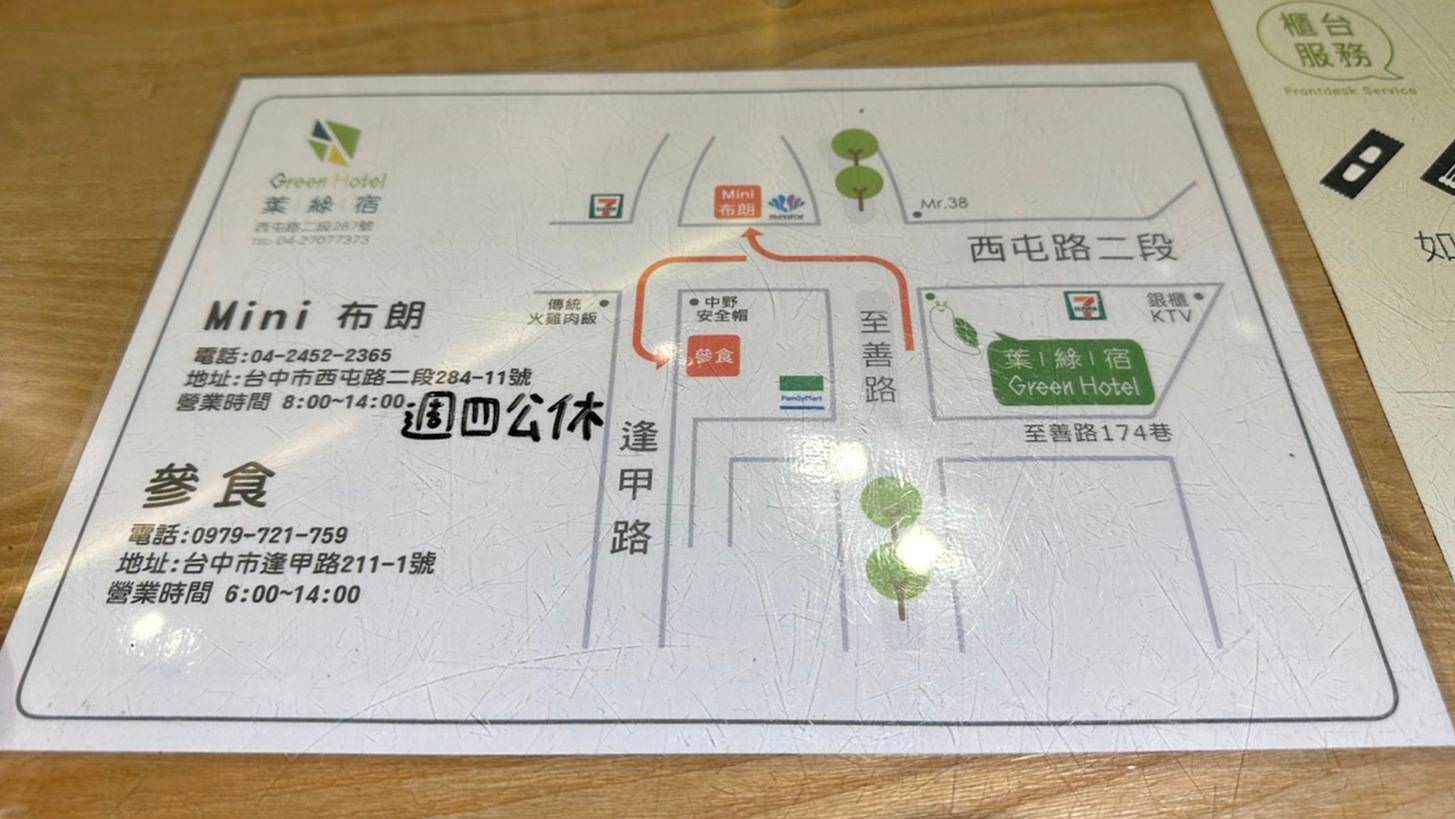 Green Hotel
葉 綠 宿
西屯路二段287號
TEL:04-27077373
Mini 布朗
電話:04-2452-2365
地址:台中市西屯路二段284-11號
營業時間 8:00~14:00
週四公休
參食
電話:0979-721-759
地址:台中市逢甲路211-1號
營業時間 6:00~14:00
7
Mini
布朗
mentor
Mr.38
西屯路二段
傳統
火雞肉飯
中野
安全帽
參食
FamilyMart
至善路
逢甲路
7
銀櫃
KTV
葉 綠 宿
Green Hotel
至善路174巷
櫃台
服務
Frontdesk Service
如